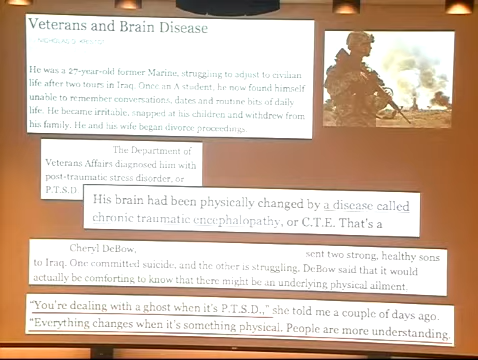 Veterans and Brain Disease
NICHOLAS D. KRISTOF
He was a 27-year-old former Marine, struggling to adjust to civilian
life after two tours in Iraq. Once an A student, he now found himself
unable to remember conversations, dates and routine bits of daily
life. He became irritable, snapped at his children and withdrew from
his family. He and his wife began divorce proceedings.
The Department of
Veterans Affairs diagnosed him with
post-traumatic stress disorder, or
P.T.S.D
His brain had been physically changed by a disease called
chronic traumatic encephalopathy, or C.T.E. That's a
Cheryl DeBow, sent two strong, healthy sons
to Iraq. One committed suicide, and the other is struggling. DeBow said that it would
actually be comforting to know that there might be an underlying physical ailment.
“You're dealing with a ghost when it's P.T.S.D.,” she told me a couple of days ago.
“Everything changes when it's something physical. People are more understanding.